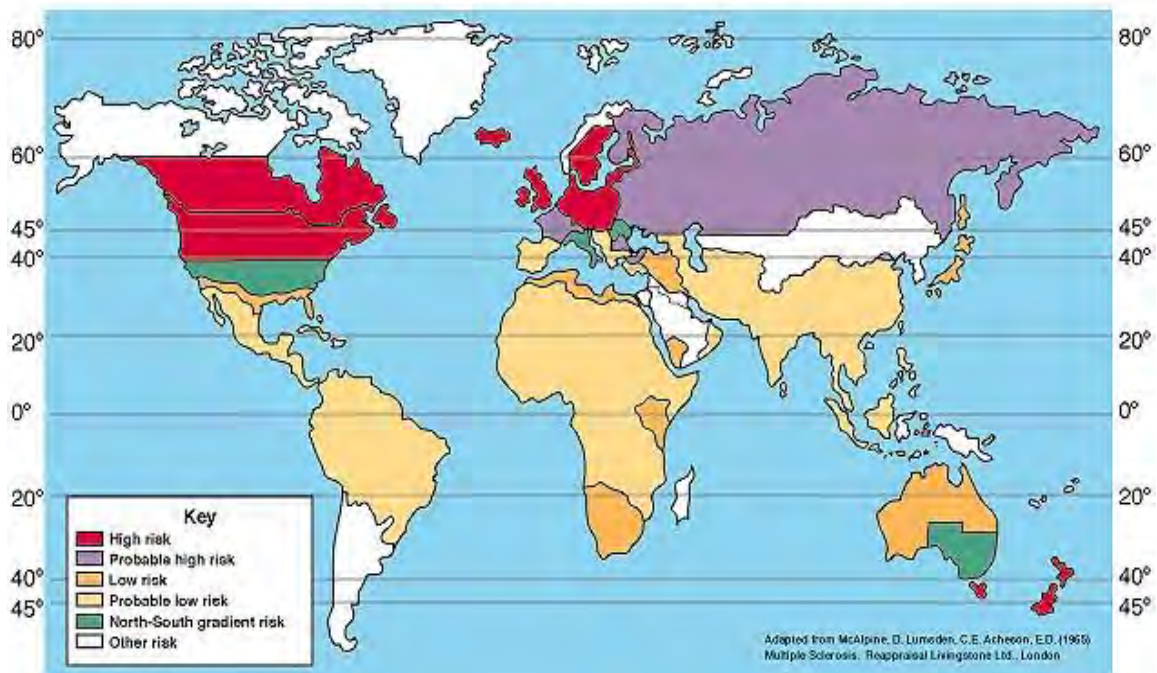 80°
60°
45°
40°
20°
0°
20°
40°
45°
80°
60°
45°
40°
20°
0°
20°
40°
45°
Key
High risk
Probable high risk
Low risk
Probable low risk
North-South gradient risk
Other risk
Adapted from McAlpine, D. Lumsden, C.E. Acheson, E.D. (1965)
Multiple Sclerosis. Reappraisal Livingstone Ltd., London